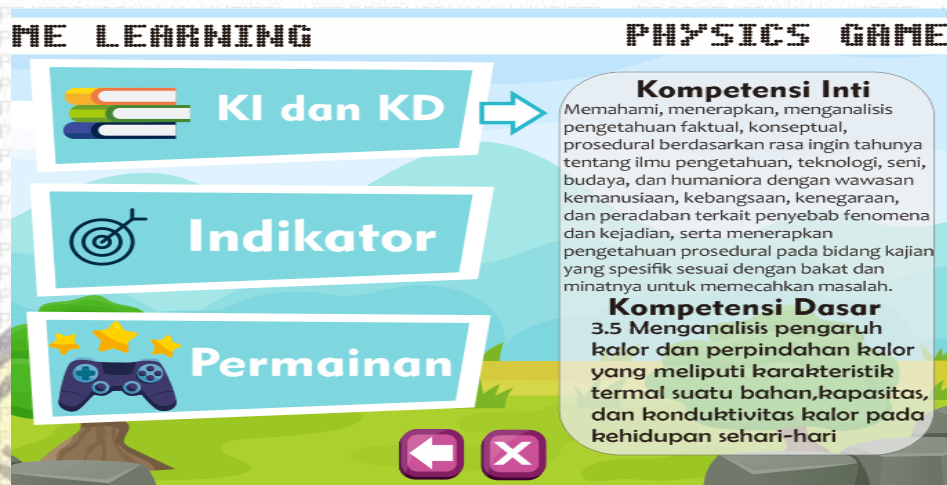 ME LEARNING
PHYSICS GAME
KI dan KD
Indikator
Permainan
Kompetensi Inti
Memahami, menerapkan, menganalisis
pengetahuan faktual, konseptual,
prosedural berdasarkan rasa ingin tahunya
tentang ilmu pengetahuan, teknologi, seni,
budaya, dan humaniora dengan wawasan
kemanusiaan, kebangsaan, kenegaraan,
dan peradaban terkait penyebab fenomena
dan kejadian, serta menerapkan
pengetahuan prosedural pada bidang kajian
yang spesifik sesuai dengan bakat dan
minatnya untuk memecahkan masalah.
Kompetensi Dasar
3.5 Menganalisis pengaruh
kalor dan perpindahan kalor
yang meliputi karakteristik
termal suatu bahan,kapasitas,
dan konduktivitas kalor pada
kehidupan sehari-hari